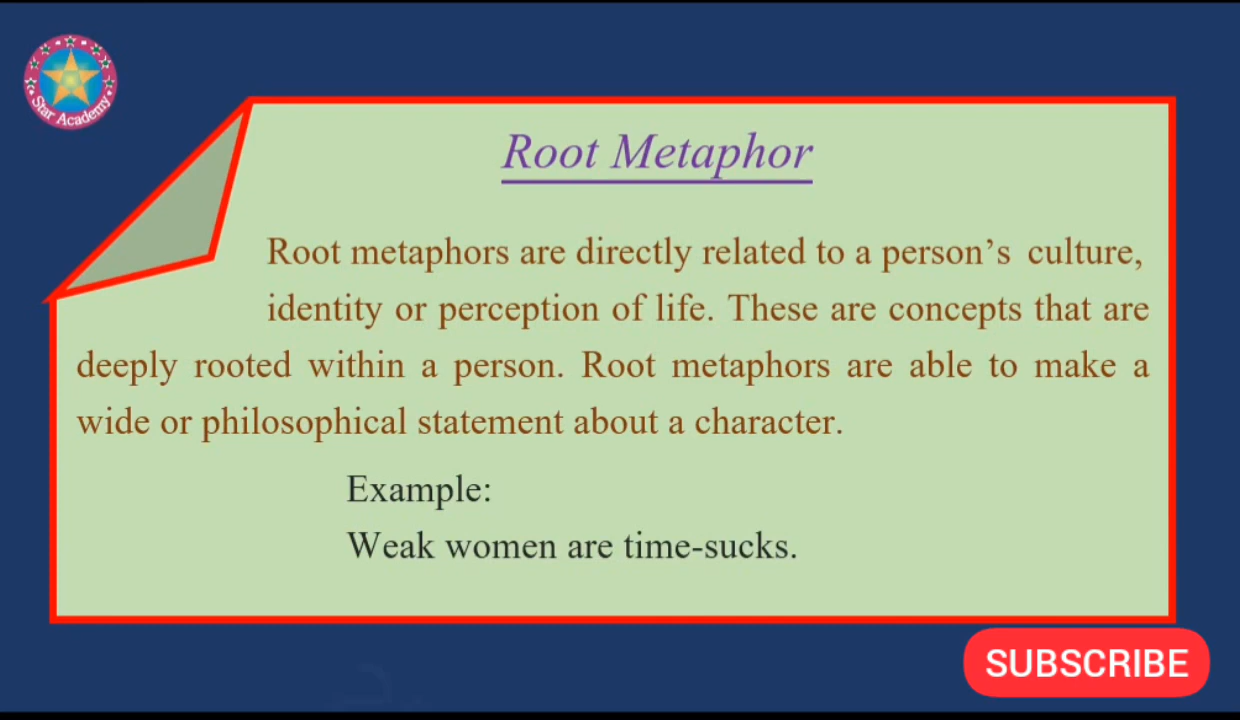 Star Academy
Root Metaphor
Root metaphors are directly related to a person’s culture,
identity or perception of life. These are concepts that are
deeply rooted within a person. Root metaphors are able to make a
wide or philosophical statement about a character.
Example:
Weak women are time-sucks.
SUBSCRIBE